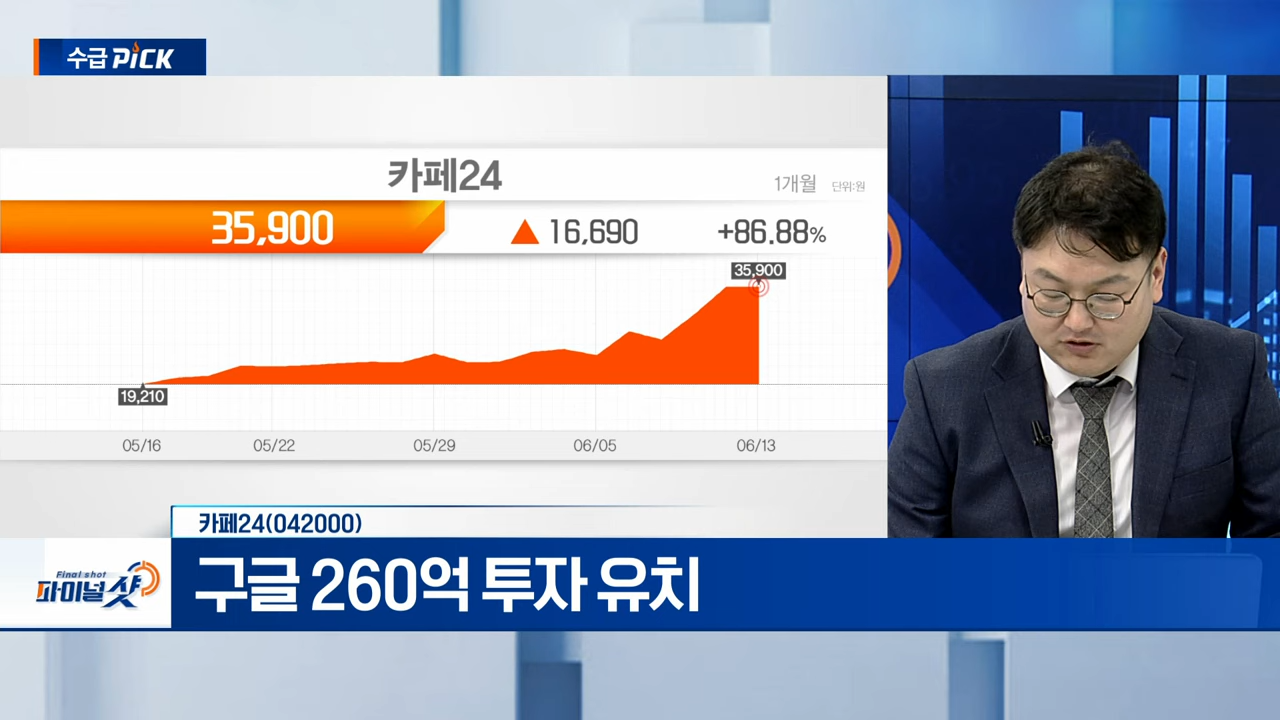 수급 PiCK
카페24
1개월 단위:원
35,900 ▲ 16,690 +86.88%
35,900
19,210
05/16 05/22 05/29 06/05 06/13
카페24(042000)
Final shot
파이널샷
구글 260억 투자 유치